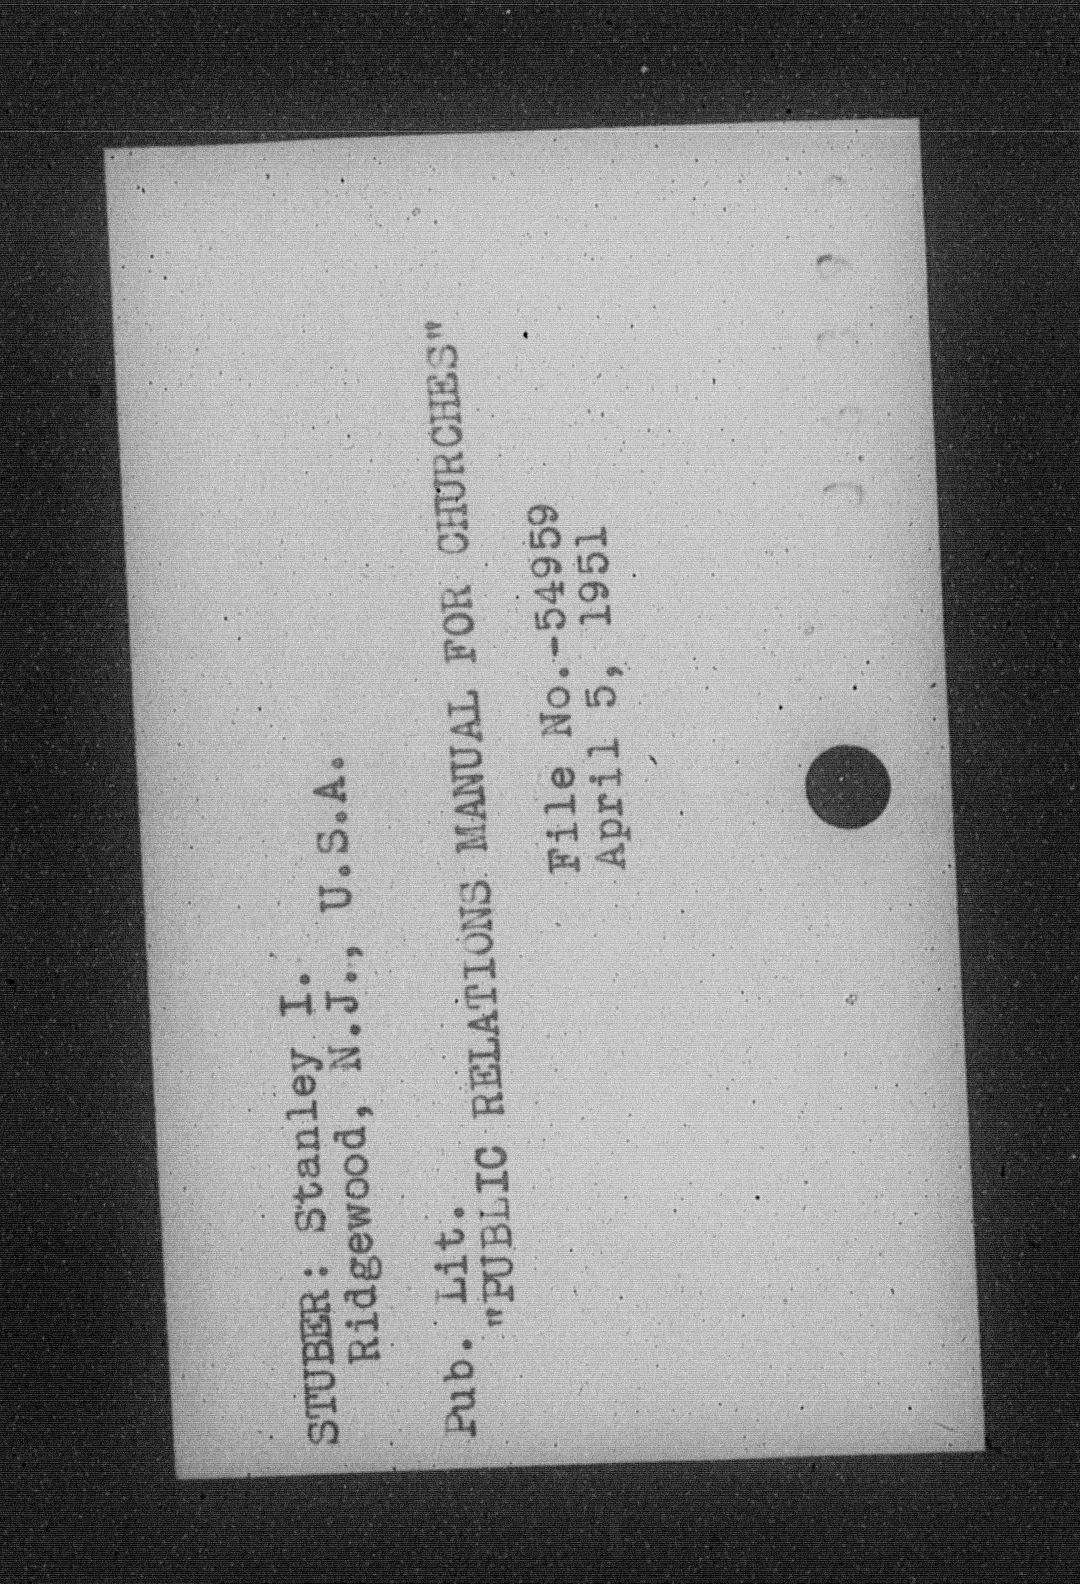 STUBER: Stanley I.
Ridgewood, N.J., U.S.A.
Pub. Lit.
"PUBLIC RELATIONS MANUAL FOR CHURCHES"
File No.-54959
April 5, 1951